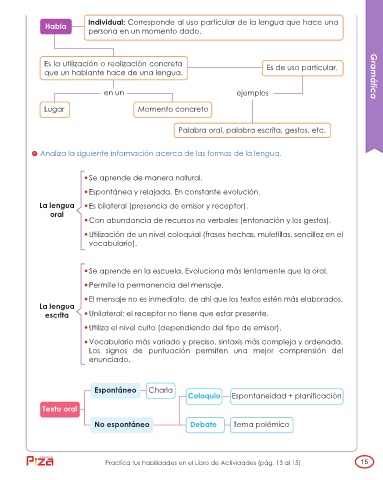 Habla
Individual: Corresponde al uso particular de la lengua que hace una
persona en un momento dado.
Es la utilización o realización concreta
que un hablante hace de una lengua.
Es de uso particular.
en un
ejemplos
Lugar
Momento concreto
Palabra oral, palabra escrita, gestos, etc.
Gramática
Analiza la siguiente información acerca de las formas de la lengua.
La lengua
oral
• Se aprende de manera natural.
• Espontánea y relajada. En constante evolución.
• Es bilateral (presencia de emisor y receptor).
• Con abundancia de recursos no verbales (entonación y los gestos).
• Utilización de un nivel coloquial (frases hechas, muletillas, sencillez en el
vocabulario).
La lengua
escrita
• Se aprende en la escuela. Evoluciona más lentamente que la oral.
• Permite la permanencia del mensaje.
• El mensaje no es inmediato, de ahí que los textos estén más elaborados.
• Unilateral: el receptor no tiene que estar presente.
• Utiliza el nivel culto (dependiendo del tipo de emisor).
• Vocabulario más variado y preciso, sintaxis más compleja y ordenada.
Los signos de puntuación permiten una mejor comprensión del
enunciado.
Texto oral
Espontáneo
Charla
Coloquio
Espontaneidad + planificación
No espontáneo
Debate
Tema polémico
Practica tus habilidades en el Libro de Actividades (pág. 13 al 15)
15